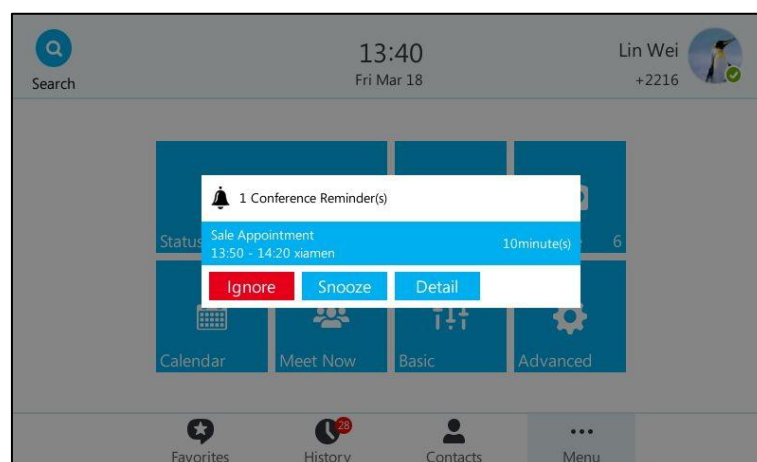 13:40
Lin Wei
Search
Fri Mar 18
+2216
1 Conference Reminder(s)
Status
Sale Appointment
10minute(s)
6
13:50 - 14:20 xiamen
Ignore
Snooze
Detail
Calendar
Meet Now
Basic
Advanced
28
Favorites
History
Contacts
Menu